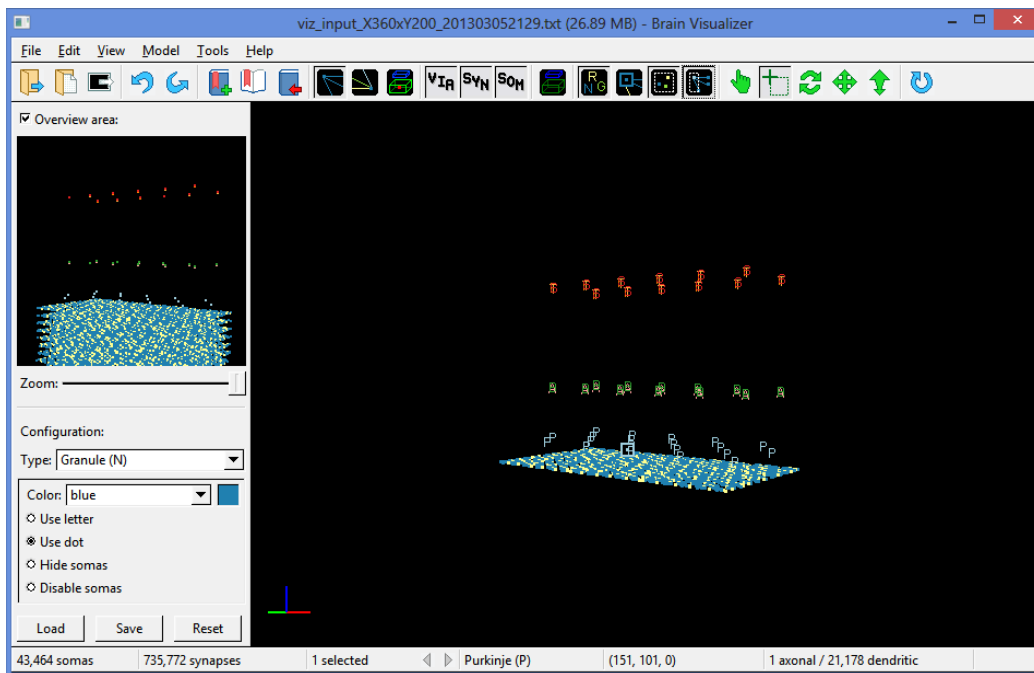 viz_input_X360xY200_201303052129.txt (26.89 MB) - Brain Visualizer
File Edit View Model Tools Help
VIA SYN SOM R N G
Overview area:
Zoom:
Configuration:
Type: Granule (N)
Color: blue
Use letter
Use dot
Hide somas
Disable somas
Load Save Reset
43,464 somas 735,772 synapses 1 selected Purkinje (P) (151, 101, 0) 1 axonal / 21,178 dendritic